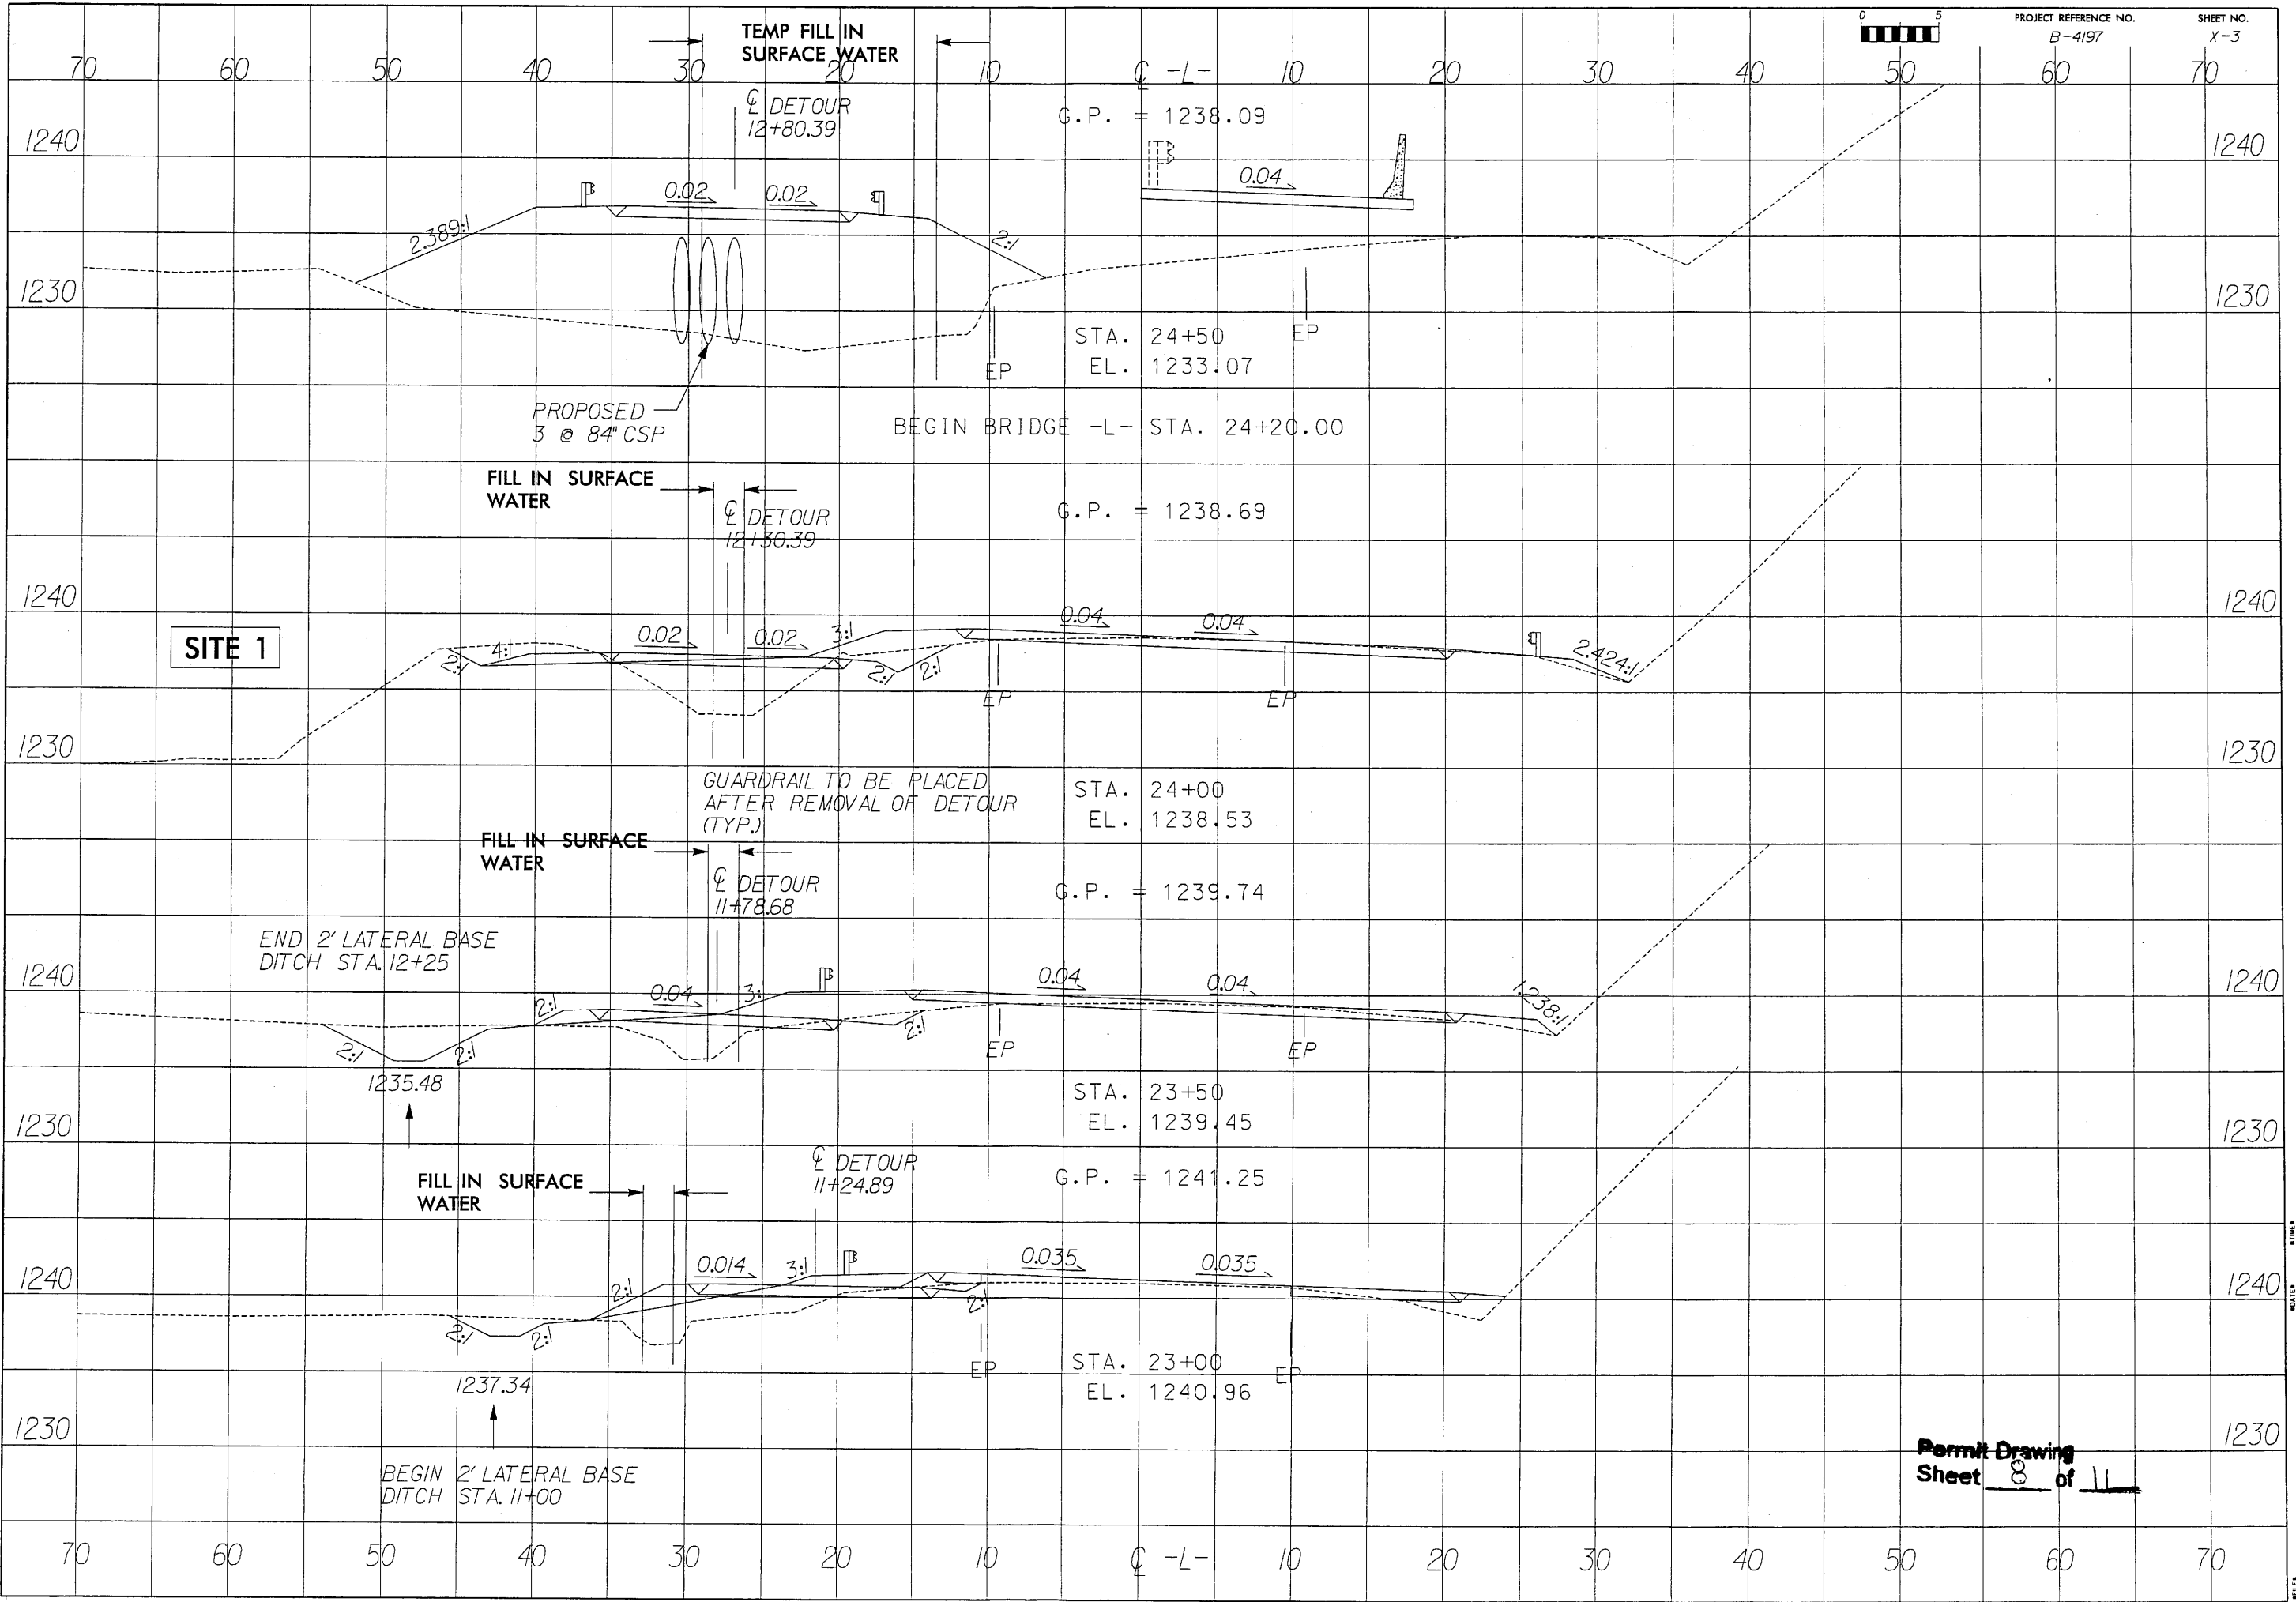 0 5
PROJECT REFERENCE NO. SHEET NO.
B-4197 X-3
TEMP FILL IN
SURFACE WATER
70 60 50 40 30 20 10 ℄ -L- 10 20 30 40 50 60 70
℄ DETOUR
12+80.39
G.P. = 1238.09
1240 1240
0.02 0.02 0.04
2.389:1 2:1
1230 1230
STA. 24+50
EL. 1233.07
EP EP
PROPOSED
3 @ 84" CSP
BEGIN BRIDGE -L- STA. 24+20.00
FILL IN SURFACE
WATER
℄ DETOUR
12+30.39
G.P. = 1238.69
1240 1240
SITE 1
2:1 4:1 0.02 0.02 3:1 2:1 2:1 0.04 0.04 2.424:1
EP EP
1230 1230
GUARDRAIL TO BE PLACED
AFTER REMOVAL OF DETOUR
(TYP.)
STA. 24+00
EL. 1238.53
FILL IN SURFACE
WATER
℄ DETOUR
11+78.68
G.P. = 1239.74
END 2' LATERAL BASE
DITCH STA. 12+25
1240 1240
2:1 2:1 2:1 0.04 3: 2:1 0.04 0.04 1.238:1
EP EP
1235.48
STA. 23+50
EL. 1239.45
1230 1230
FILL IN SURFACE
WATER
℄ DETOUR
11+24.89
G.P. = 1241.25
1240 1240
2:1 2:1 2:1 0.014 3:1 2:1 0.035 0.035
EP EP
STA. 23+00
EL. 1240.96
1237.34
1230 1230
BEGIN 2' LATERAL BASE
DITCH STA. 11+00
Permit Drawing
Sheet 8 of 11
70 60 50 40 30 20 10 ℄ -L- 10 20 30 40 50 60 70